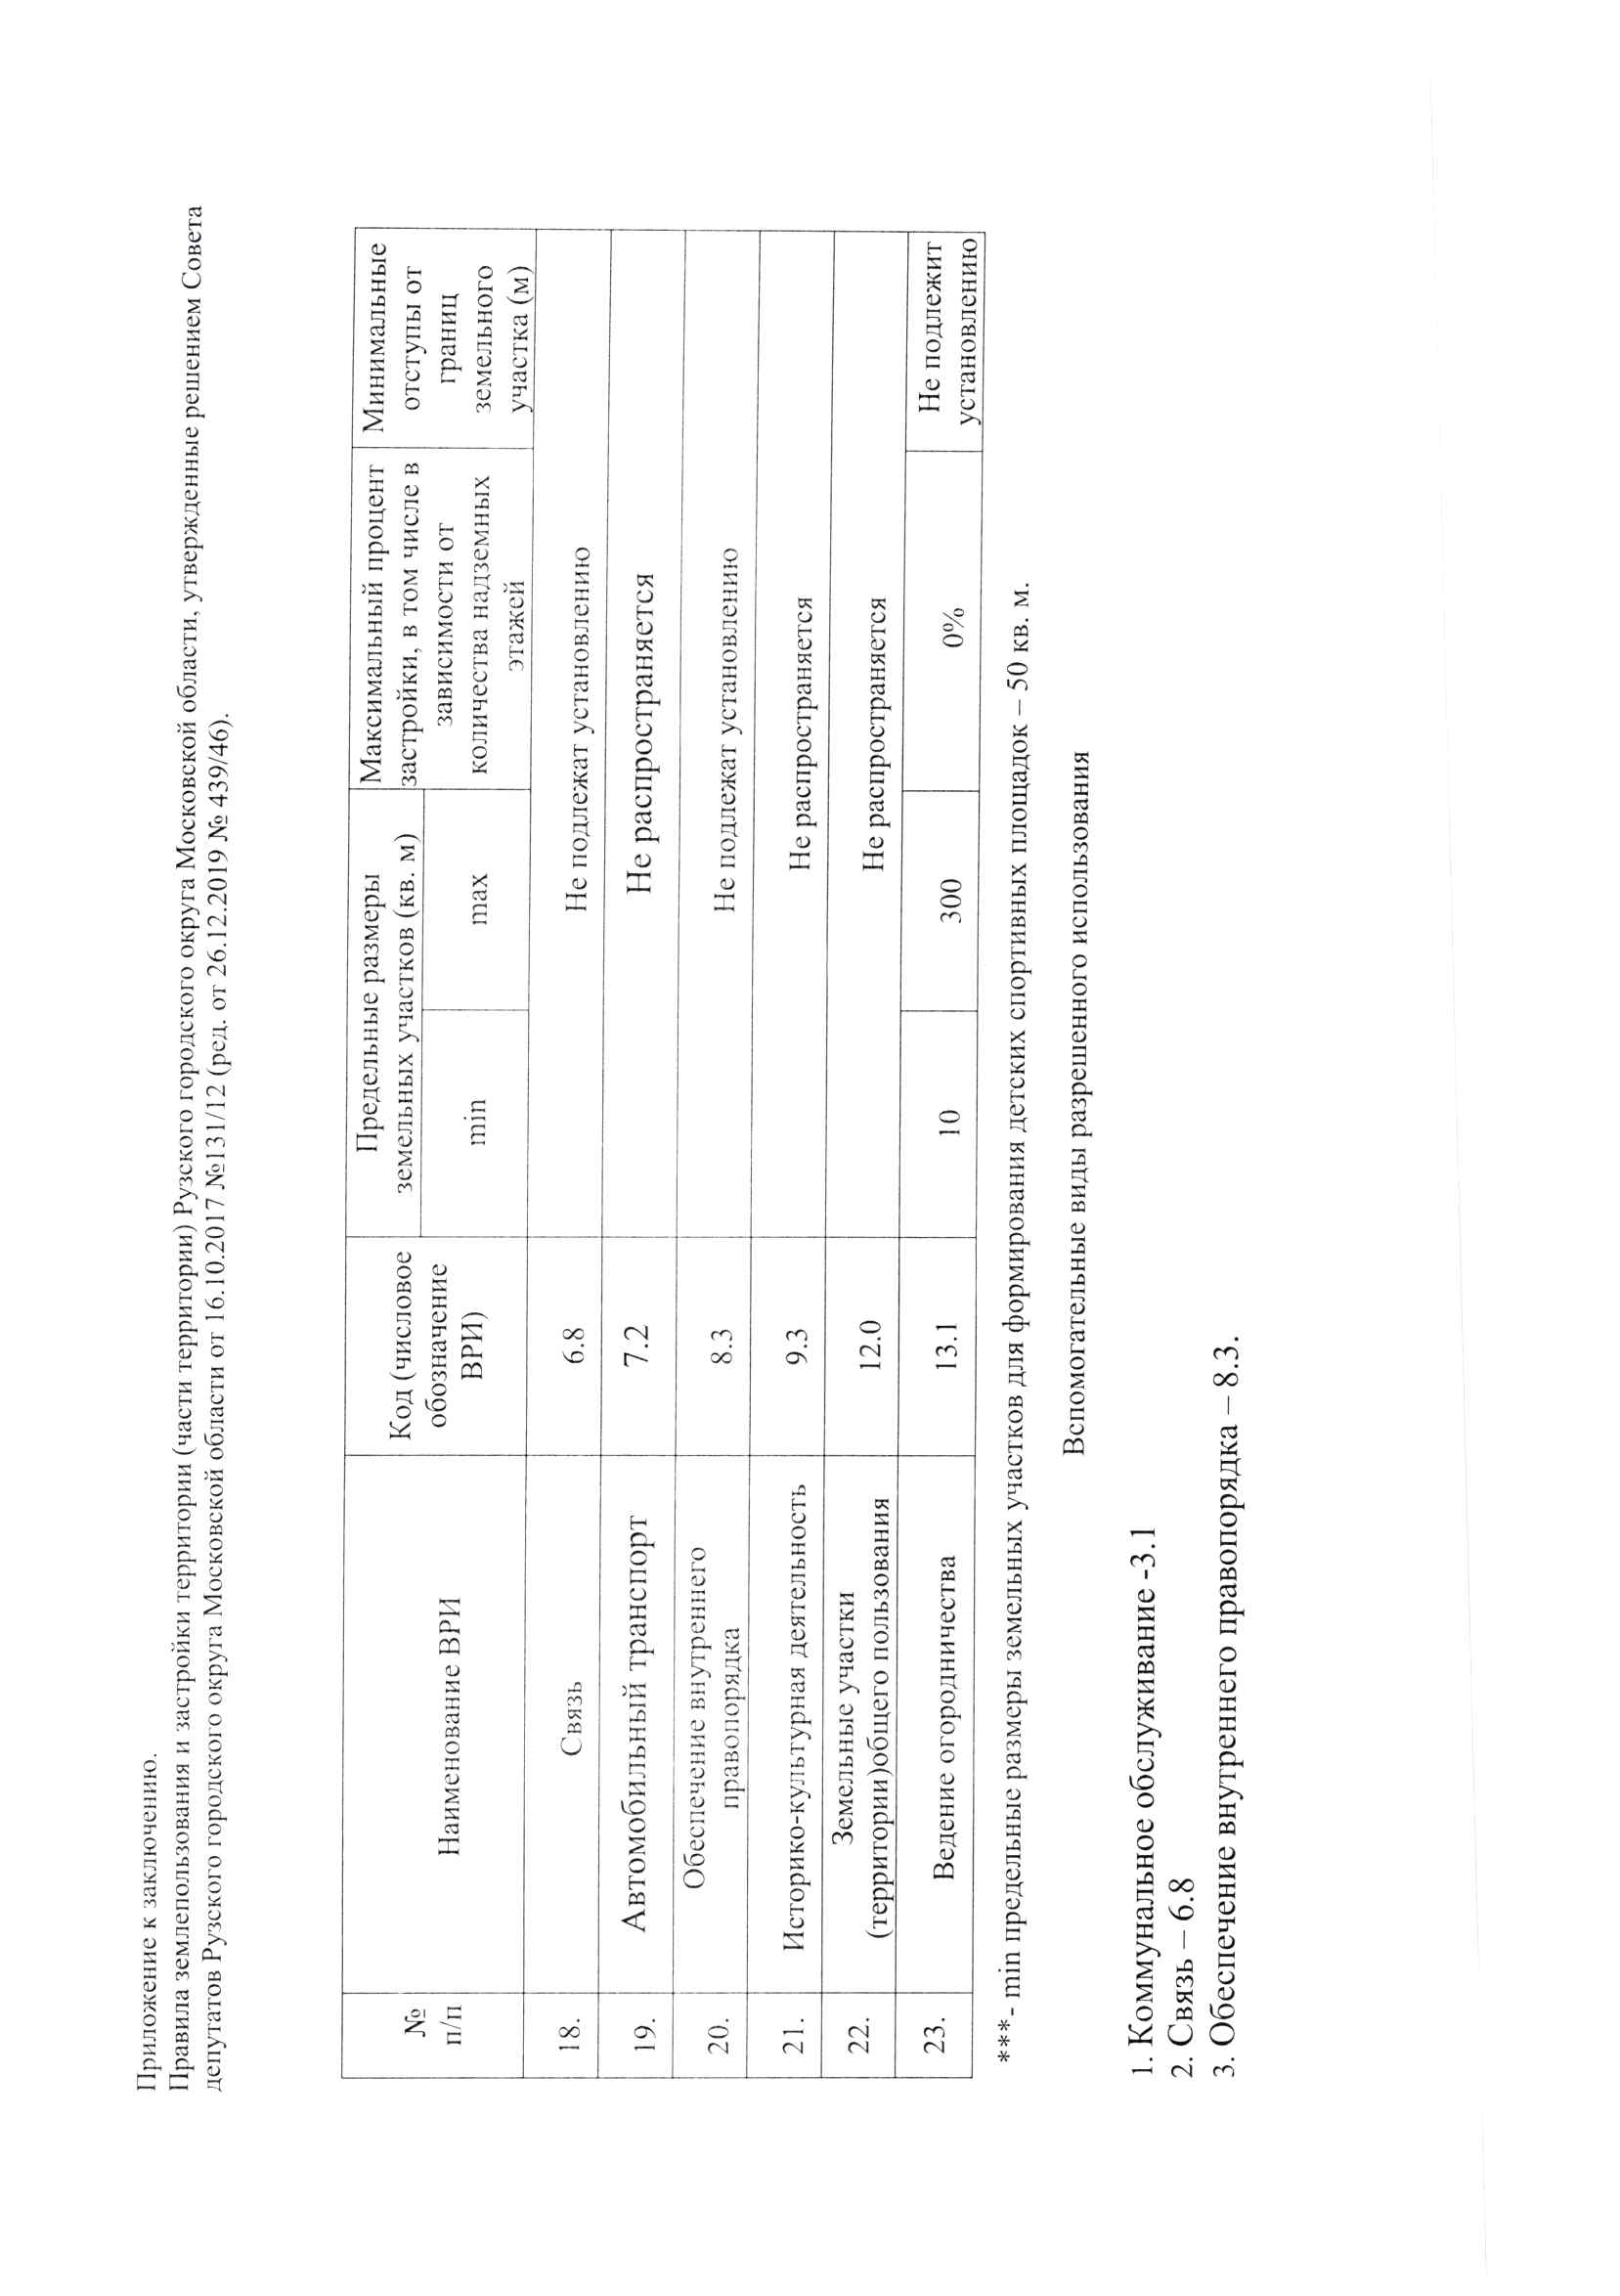 Приложение к заключению.
Правила землепользования и застройки территории (части территории) Рузского городского округа Московской области, утвержденные решением Совета
депутатов Рузского городского округа Московской области от 16.10.2017 №131/12 (ред. от 26.12.2019 № 439/46).
№
п/п
Наименование ВРИ
Код (числовое
обозначение
ВРИ)
Предельные размеры
земельных участков (кв. м)
min
max
Максимальный процент
застройки, в том числе в
зависимости от
количества надземных
этажей
Минимальные
отступы от
границ
земельного
участка (м)
18.
Связь
6.8
Не подлежат установлению
19.
Автомобильный транспорт
7.2
Не распространяется
20.
Обеспечение внутреннего
правопорядка
8.3
Не подлежат установлению
21.
Историко-культурная деятельность
9.3
Не распространяется
22.
Земельные участки
(территории)общего пользования
12.0
Не распространяется
23.
Ведение огородничества
13.1
10
300
0%
Не подлежит
установлению
***- min предельные размеры земельных участков для формирования детских спортивных площадок – 50 кв. м.
Вспомогательные виды разрешенного использования
1. Коммунальное обслуживание -3.1
2. Связь – 6.8
3. Обеспечение внутреннего правопорядка – 8.3.